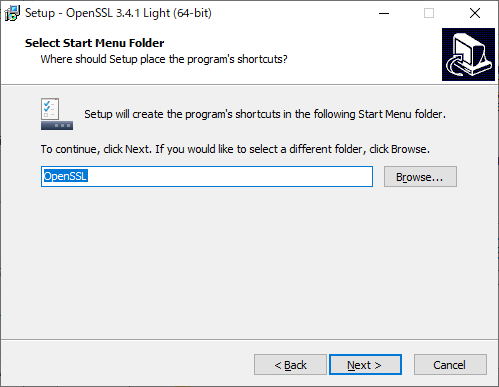 Setup - OpenSSL 3.4.1 Light (64-bit)
Select Start Menu Folder
Where should Setup place the program's shortcuts?
Setup will create the program's shortcuts in the following Start Menu folder.
To continue, click Next. If you would like to select a different folder, click Browse.
OpenSSL
Browse...
< Back
Next >
Cancel